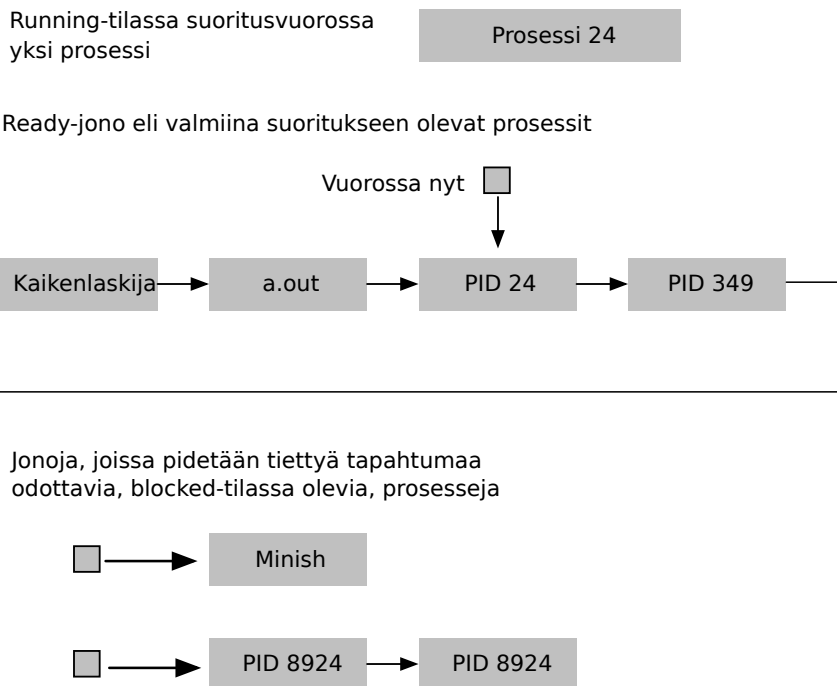 Running-tilassa suoritusvuorossa
yksi prosessi
Prosessi 24
Ready-jono eli valmiina suoritukseen olevat prosessit
Vuorossa nyt
Kaikenlaskija
a.out
PID 24
PID 349
Jonoja, joissa pidetään tiettyä tapahtumaa
odottavia, blocked-tilassa olevia, prosesseja
Minish
PID 8924
PID 8924